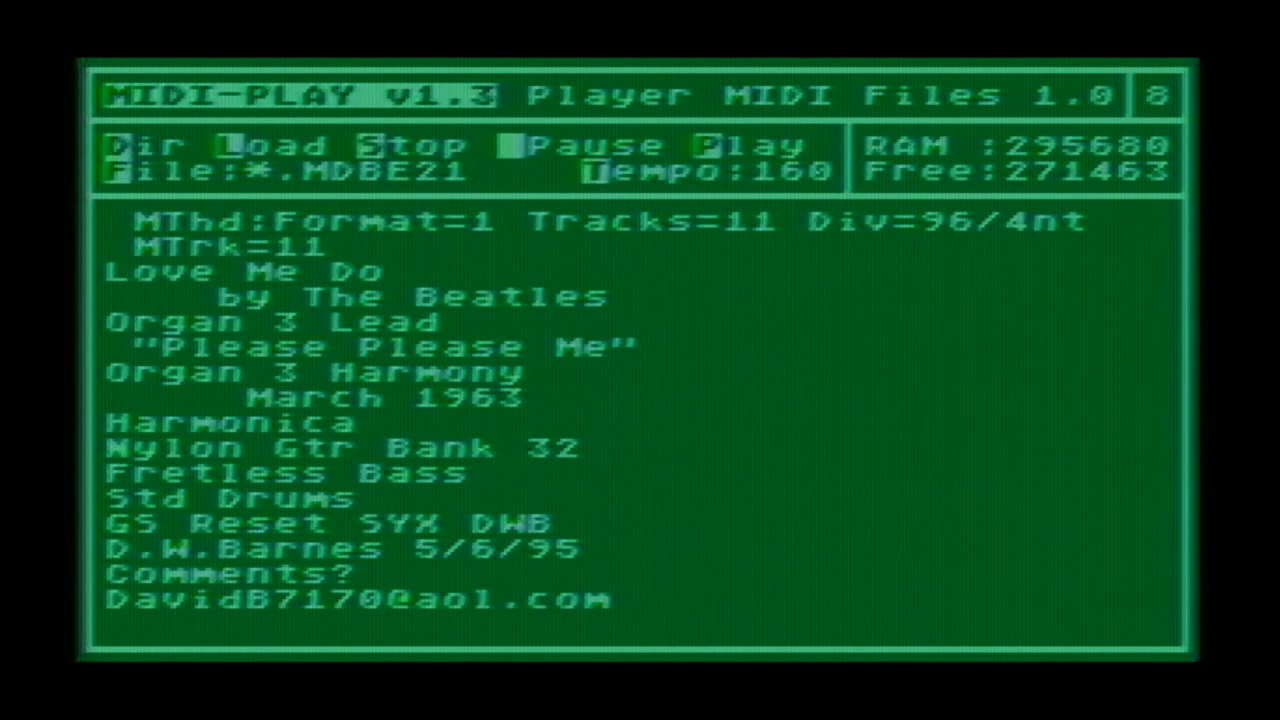 MIDI-PLAY v1.3 Player MIDI Files 1.0 8
Dir Load Stop Pause Play RAM :295680
File:*.MDBE21 Tempo:160 Free:271463
MThd:Format=1 Tracks=11 Div=96/4nt
MTrk=11
Love Me Do
by The Beatles
Organ 3 Lead
"Please Please Me"
Organ 3 Harmony
March 1963
Harmonica
Nylon Gtr Bank 32
Fretless Bass
Std Drums
GS Reset SYX DWB
D.W.Barnes 5/6/95
Comments?
DavidB7170@aol.com